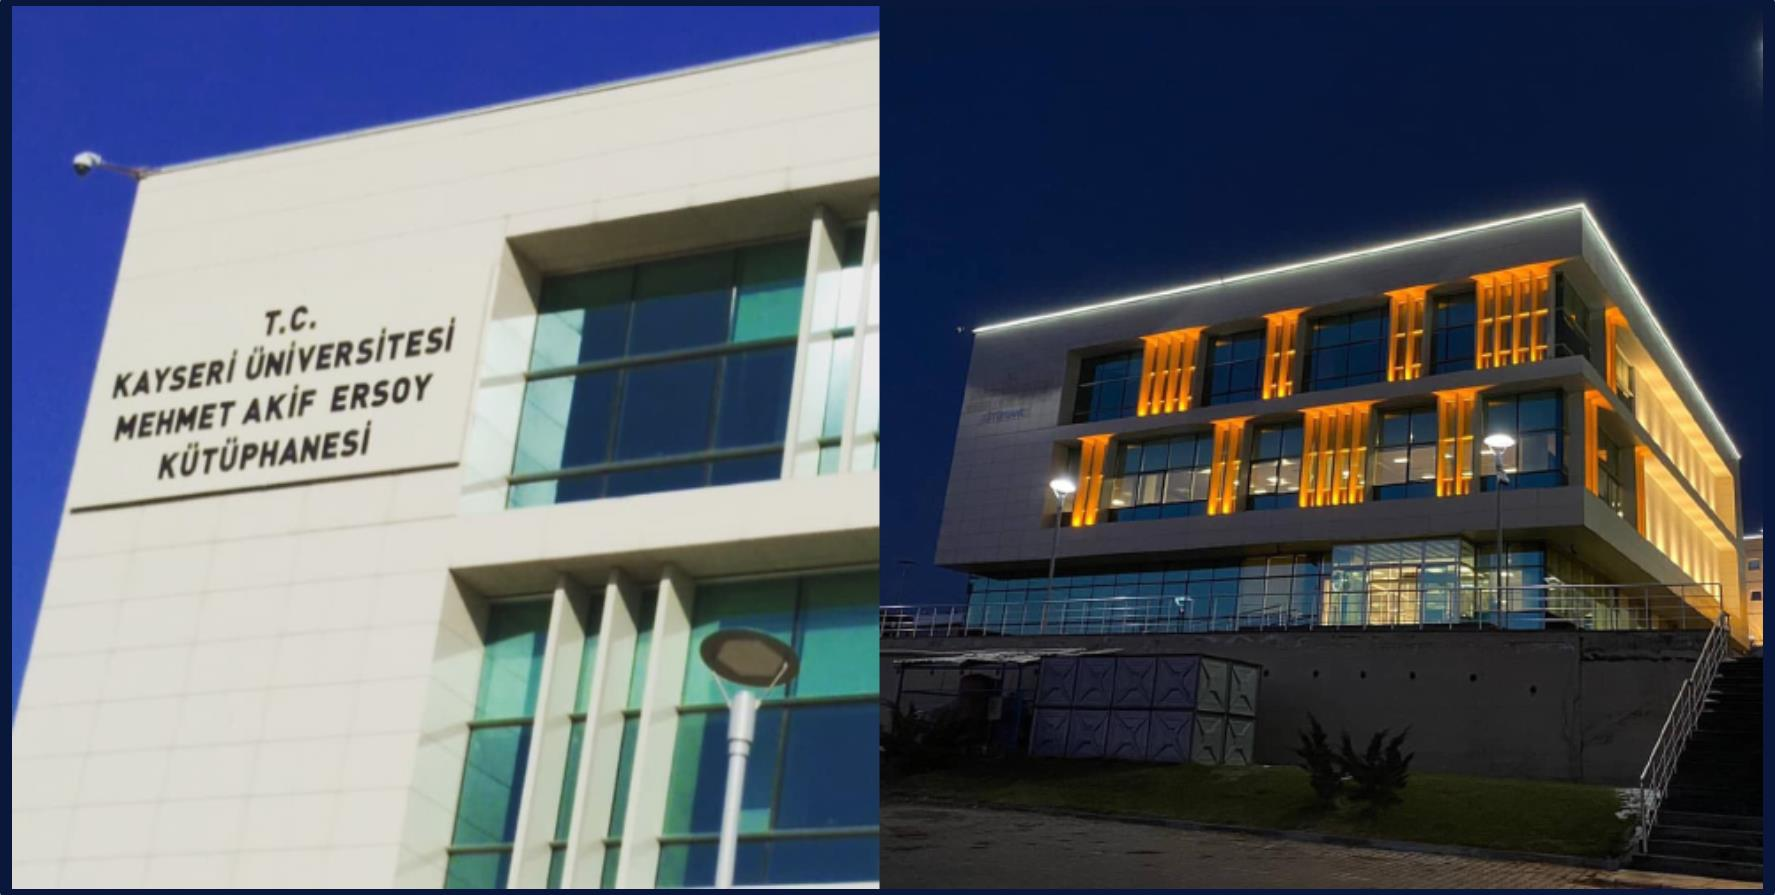 T.C.
KAYSERİ ÜNİVERSİTESİ
MEHMET AKİF ERSOY
KÜTÜPHANESİ